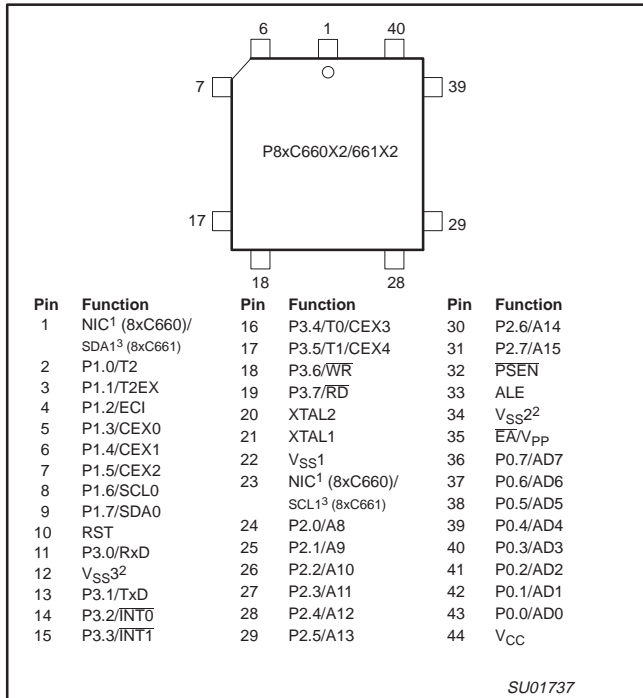 6 1 40
7 39
P8xC660X2/661X2
17 29
18 28
Pin Function
1 NIC¹ (8xC660)/
SDA1³ (8xC661)
2 P1.0/T2
3 P1.1/T2EX
4 P1.2/ECI
5 P1.3/CEX0
6 P1.4/CEX1
7 P1.5/CEX2
8 P1.6/SCL0
9 P1.7/SDA0
10 RST
11 P3.0/RxD
12 VSS3²
13 P3.1/TxD
14 P3.2/INT0
15 P3.3/INT1
Pin Function
16 P3.4/T0/CEX3
17 P3.5/T1/CEX4
18 P3.6/WR
19 P3.7/RD
20 XTAL2
21 XTAL1
22 VSS1
23 NIC¹ (8xC660)/
SCL1³ (8xC661)
24 P2.0/A8
25 P2.1/A9
26 P2.2/A10
27 P2.3/A11
28 P2.4/A12
29 P2.5/A13
Pin Function
30 P2.6/A14
31 P2.7/A15
32 PSEN
33 ALE
34 VSS2²
35 EA/VPP
36 P0.7/AD7
37 P0.6/AD6
38 P0.5/AD5
39 P0.4/AD4
40 P0.3/AD3
41 P0.2/AD2
42 P0.1/AD1
43 P0.0/AD0
44 VCC
SU01737